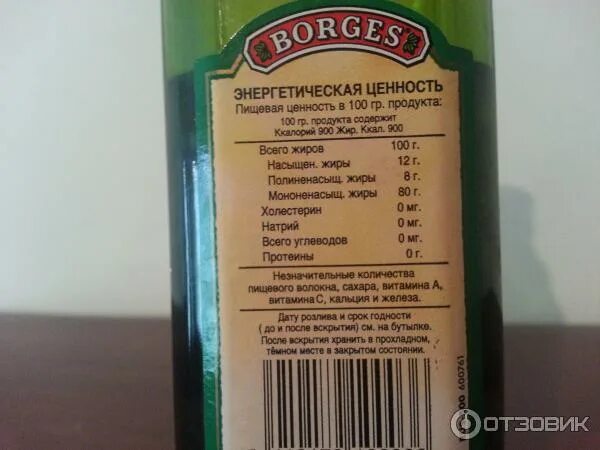 BORGES
ЭНЕРГЕТИЧЕСКАЯ ЦЕННОСТЬ
Пищевая ценность в 100 гр. продукта:
100 гр. продукта содержит
Ккалорий 900 Жир. Ккал. 900
Всего жиров 100 г.
Насыщен. жиры 12 г.
Полиненасыщ. жиры 8 г.
Мононенасыщ. жиры 80 г.
Холестерин 0 мг.
Натрий 0 мг.
Всего углеводов 0 мг.
Протеины 0 г.
Незначительные количества
пищевого волокна, сахара, витамина А,
витамина С, кальция и железа.
Дату розлива и срок годности
( до и после вскрытия) см. на бутылке.
После вскрытия хранить в прохладном,
тёмном месте в закрытом состоянии.
600761
ОТЗОВИК